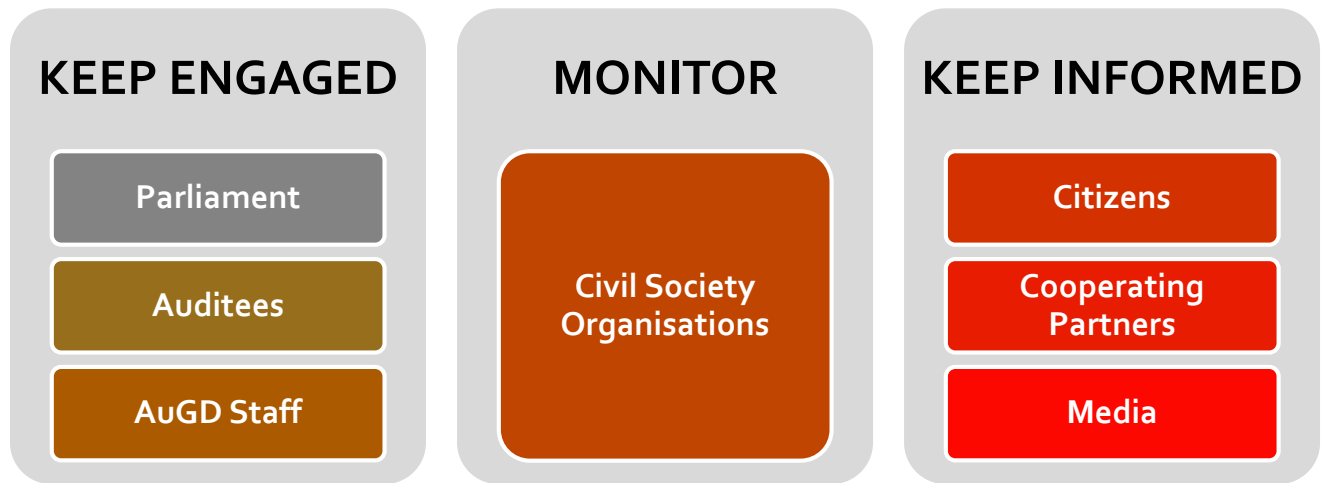 KEEP ENGAGED
Parliament
Auditees
AuGD Staff
MONITOR
Civil Society
Organisations
KEEP INFORMED
Citizens
Cooperating
Partners
Media